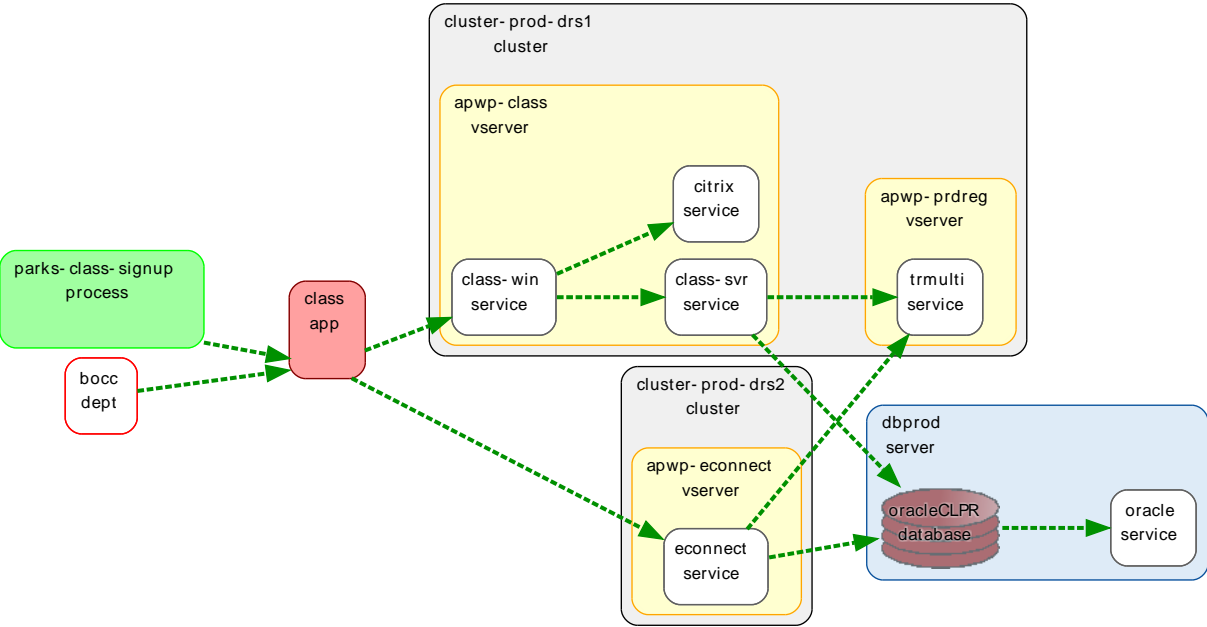 cluster-prod-drs1
cluster
apwp-class
vserver
citrix
service
apwp-prdreg
vserver
parks-class-signup
process
class
app
class-win
service
class-svr
service
trmulti
service
bocc
dept
cluster-prod-drs2
cluster
dbprod
server
apwp-econnect
vserver
oracleCLPR
database
oracle
service
econnect
service